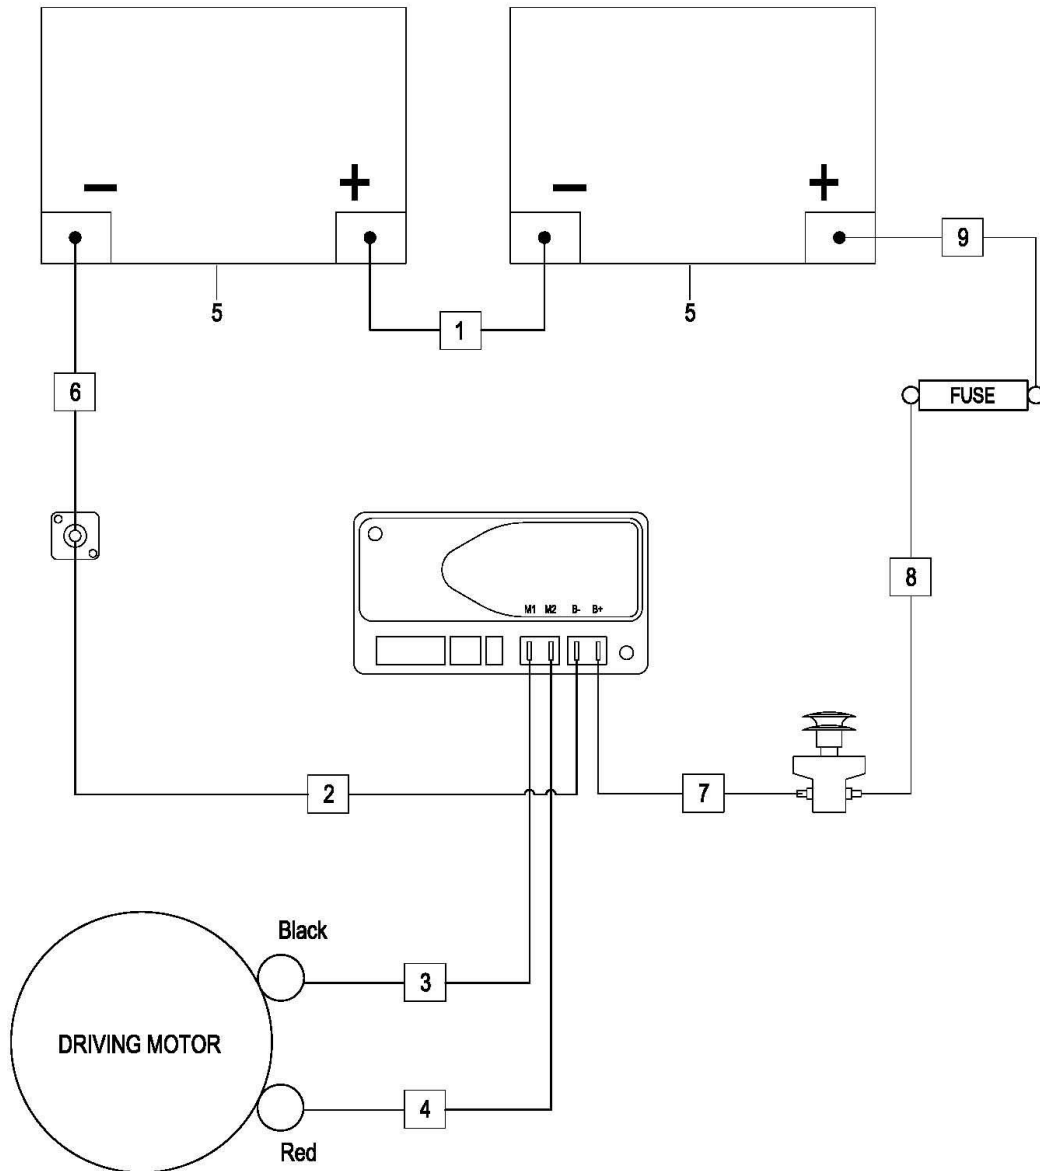 − + − +
9
5 5
1
6
FUSE
8
M1 M2 B- B+
2 7
Black
3
DRIVING MOTOR
4
Red